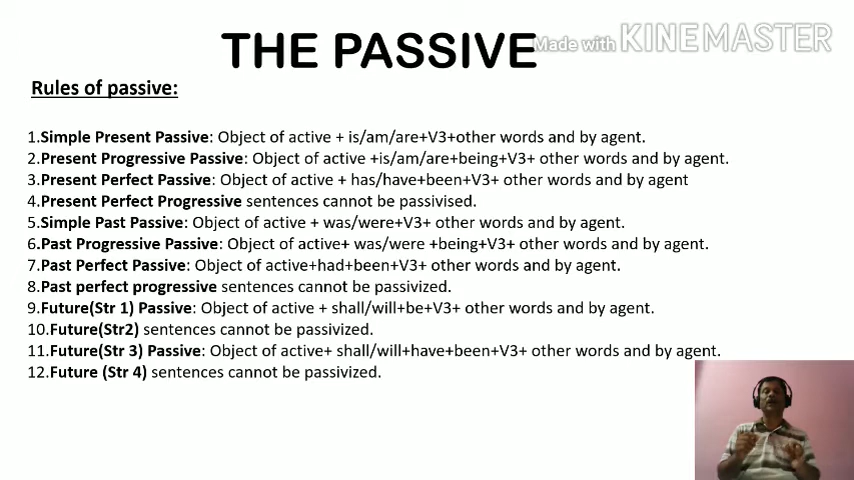 THE PASSIVE
Made with KINEMASTER
Rules of passive:
1.Simple Present Passive: Object of active + is/am/are+V3+other words and by agent.
2.Present Progressive Passive: Object of active +is/am/are+being+V3+ other words and by agent.
3.Present Perfect Passive: Object of active + has/have+been+V3+ other words and by agent
4.Present Perfect Progressive sentences cannot be passivised.
5.Simple Past Passive: Object of active + was/were+V3+ other words and by agent.
6.Past Progressive Passive: Object of active+ was/were +being+V3+ other words and by agent.
7.Past Perfect Passive: Object of active+had+been+V3+ other words and by agent.
8.Past perfect progressive sentences cannot be passivized.
9.Future(Str 1) Passive: Object of active + shall/will+be+V3+ other words and by agent.
10.Future(Str2) sentences cannot be passivized.
11.Future(Str 3) Passive: Object of active+ shall/will+have+been+V3+ other words and by agent.
12.Future (Str 4) sentences cannot be passivized.